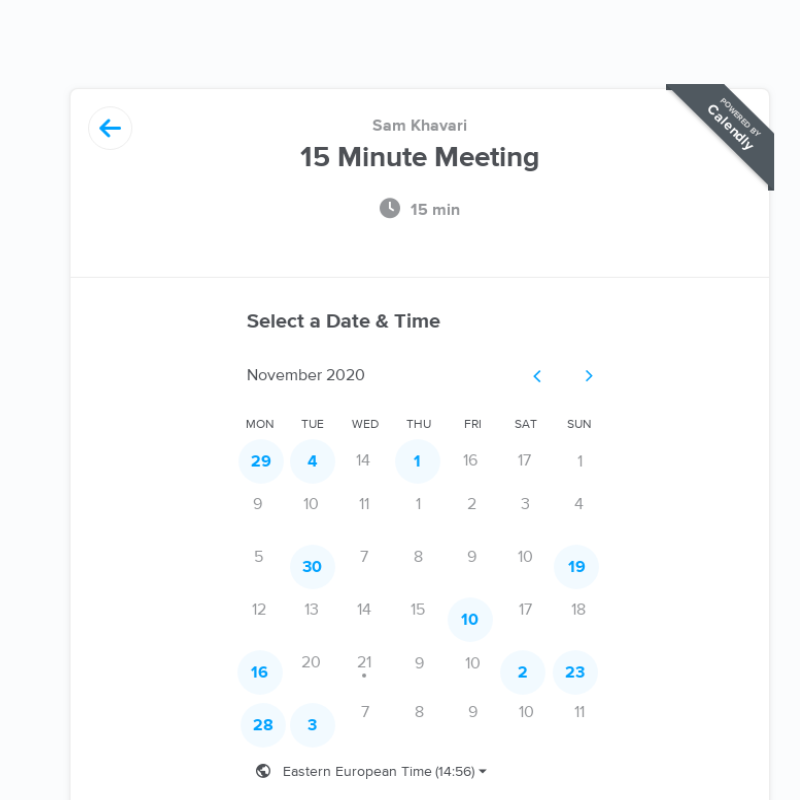 POWERED BY
Calendly
Sam Khavari
15 Minute Meeting
15 min
Select a Date & Time
November 2020
MON TUE WED THU FRI SAT SUN
29 4 14 1 16 17 1
9 10 11 1 2 3 4
5 30 7 8 9 10 19
12 13 14 15 10 17 18
16 20 21 9 10 2 23
28 3 7 8 9 10 11
Eastern European Time (14:56)